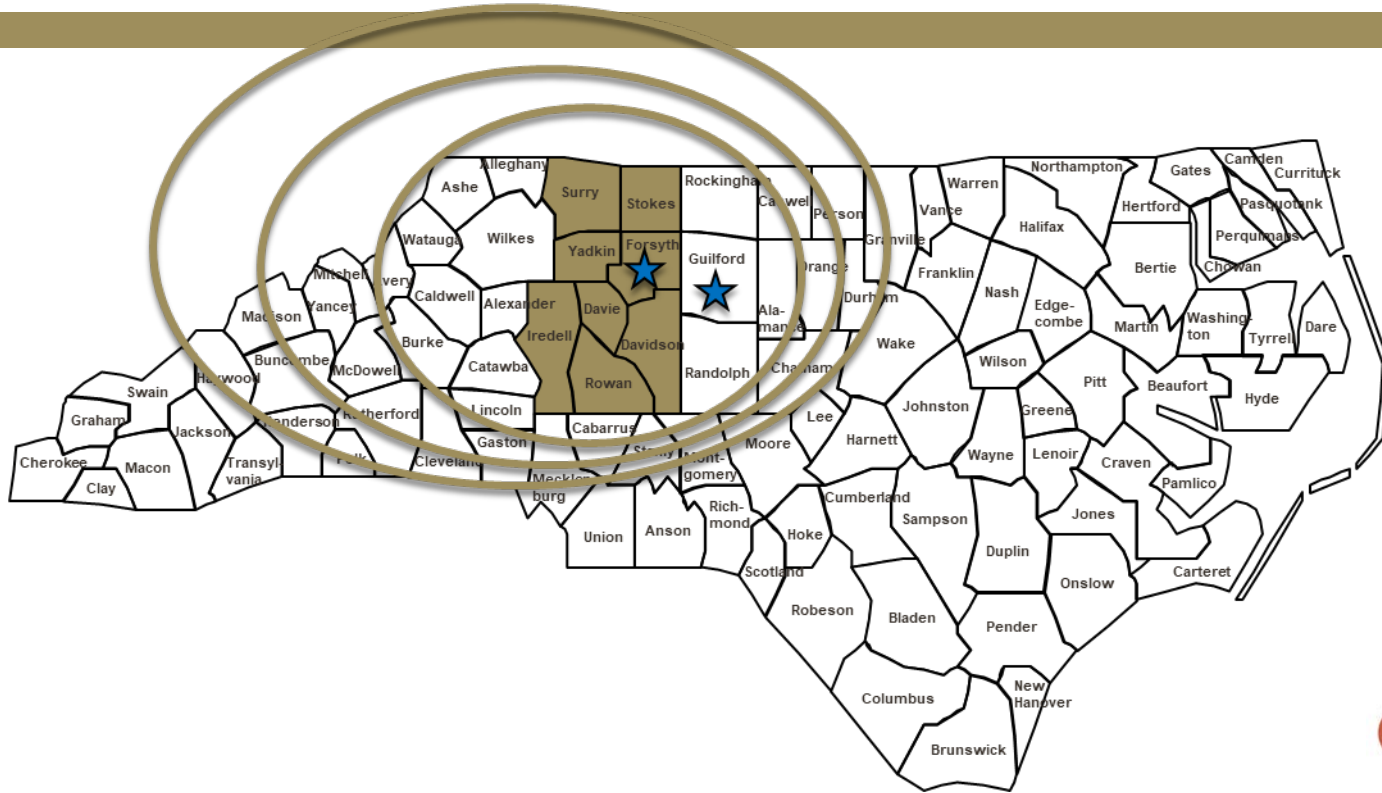 Alleghany
Ashe
Surry
Stokes
Rockingham
Caswel
Person
Granville
Vance
Warren
Northampton
Halifax
Hertford
Gates
Camden
Currituck
Pasquotank
Perquimans
Chowan
Bertie
Watauga
Wilkes
Yadkin
Forsyth
Guilford
Orange
Durham
Franklin
Nash
Edge-
combe
Martin
Washing-
ton
Tyrrell
Dare
Mitchell
Avery
Caldwell
Alexander
Iredell
Davie
Davidson
Ala-
mance
Wake
Wilson
Pitt
Beaufort
Hyde
Madison
Yancey
Burke
Catawba
Rowan
Randolph
Chatham
Buncombe
McDowell
Haywood
Swain
Graham
Jackson
Henderson
Rutherford
Lincoln
Gaston
Cabarrus
Stanly
Mont-
gomery
Moore
Lee
Harnett
Johnston
Greene
Wayne
Lenoir
Craven
Pamlico
Cherokee
Macon
Clay
Transyl-
vania
Polk
Cleveland
Mecklen
burg
Union
Anson
Rich-
mond
Hoke
Scotland
Cumberland
Sampson
Duplin
Jones
Onslow
Carteret
Robeson
Bladen
Pender
Columbus
New
Hanover
Brunswick